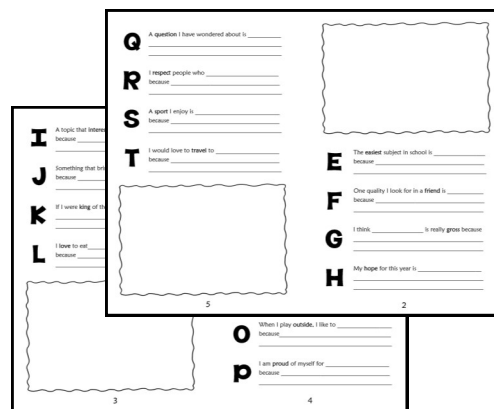 Q A question I have wondered about is
R I respect people who
because
S A sport I enjoy is
because
T I would love to travel to
because
5
E The easiest subject in school is
because
F One quality I look for in a friend is
because
G I think is really gross because
H My hope for this year is
2
I A topic that
because
J Something that
because
K If I were king of
L I love to eat
because
3
O When I play outside, I like to
because
P I am proud of myself for
because
4